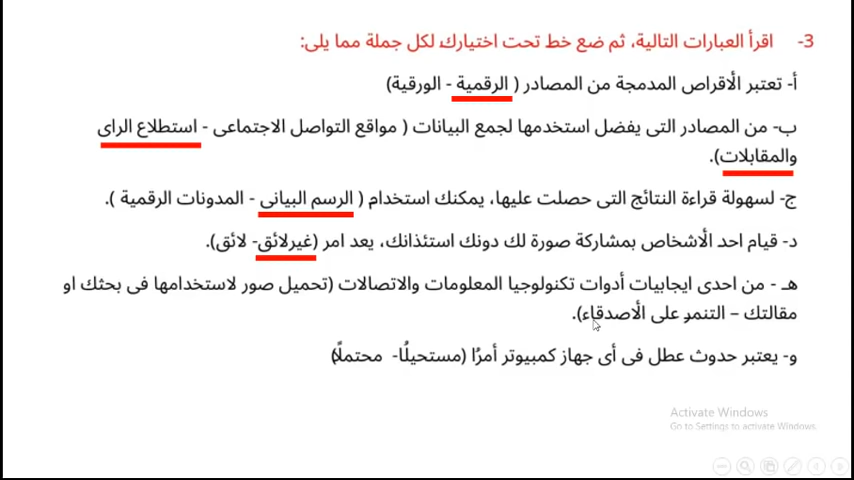 3- اقرأ العبارات التالية، ثم ضع خط تحت اختيارك لكل جملة مما يلى:
أ- تعتبر الأقراص المدمجة من المصادر ( الرقمية - الورقية)
ب- من المصادر التى يفضل استخدمها لجمع البيانات ( مواقع التواصل الاجتماعى - استطلاع الراى
والمقابلات).
ج- لسهولة قراءة النتائج التى حصلت عليها، يمكنك استخدام ( الرسم البيانى - المدونات الرقمية ).
د- قيام احد الأشخاص بمشاركة صورة لك دونك استئذانك، يعد امر (غيرلائق- لائق).
هـ - من احدى ايجابيات أدوات تكنولوجيا المعلومات والاتصالات (تحميل صور لاستخدامها فى بحثك او
مقالتك – التنمر على الأصدقاء).
و- يعتبر حدوث عطل فى أى جهاز كمبيوتر أمرًا (مستحيلًا- محتملًا)
Activate Windows
Go to Settings to activate Windows.